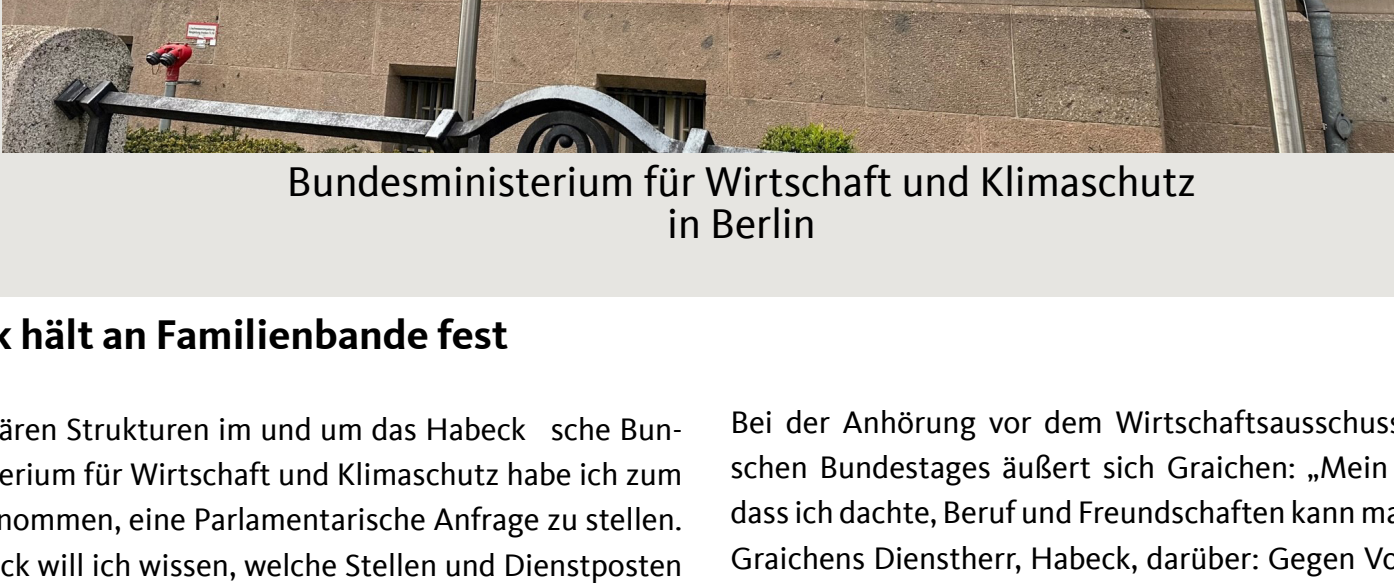 Bundesministerium für Wirtschaft und Klimaschutz
in Berlin
k hält an Familienbande fest
ären Strukturen im und um das Habeck sche Bun-
erium für Wirtschaft und Klimaschutz habe ich zum
nommen, eine Parlamentarische Anfrage zu stellen.
ck will ich wissen, welche Stellen und Dienstposten
Bei der Anhörung vor dem Wirtschaftsausschuss
schen Bundestages äußert sich Graichen: „Mein
dass ich dachte, Beruf und Freundschaften kann ma
Graichens Dienstherr, Habeck, darüber: Gegen Vo